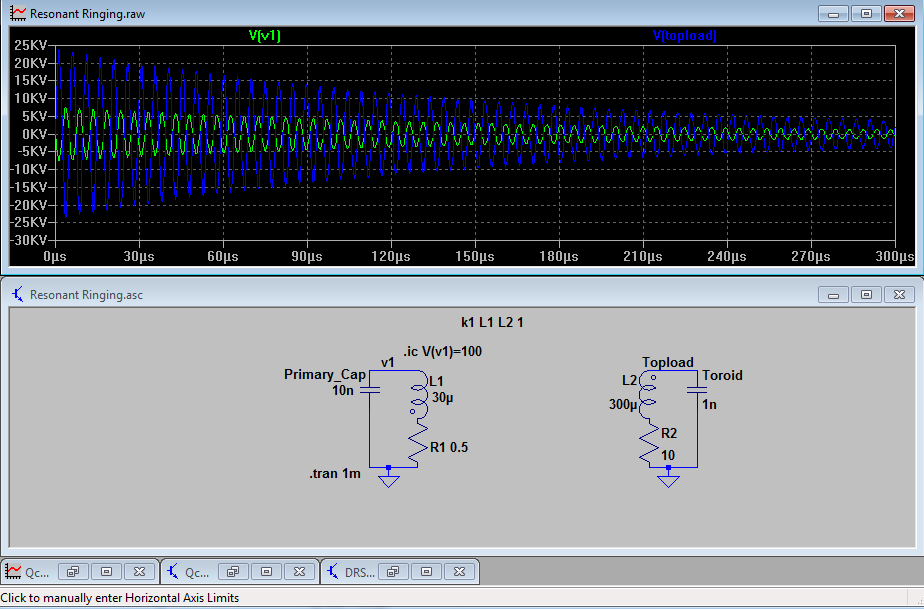 Resonant Ringing.raw
V(v1) V(topload)
25KV
20KV
15KV
10KV
5KV
0KV
-5KV
-10KV
-15KV
-20KV
-25KV
-30KV
0µs 30µs 60µs 90µs 120µs 150µs 180µs 210µs 240µs 270µs 300µs
Resonant Ringing.asc
k1 L1 L2 1
.ic V(v1)=100
v1
Primary_Cap
10n
L1
30µ
R1 0.5
.tran 1m
Topload
L2
300µ
Toroid
1n
R2
10
Qc... Qc... DRS...
Click to manually enter Horizontal Axis Limits